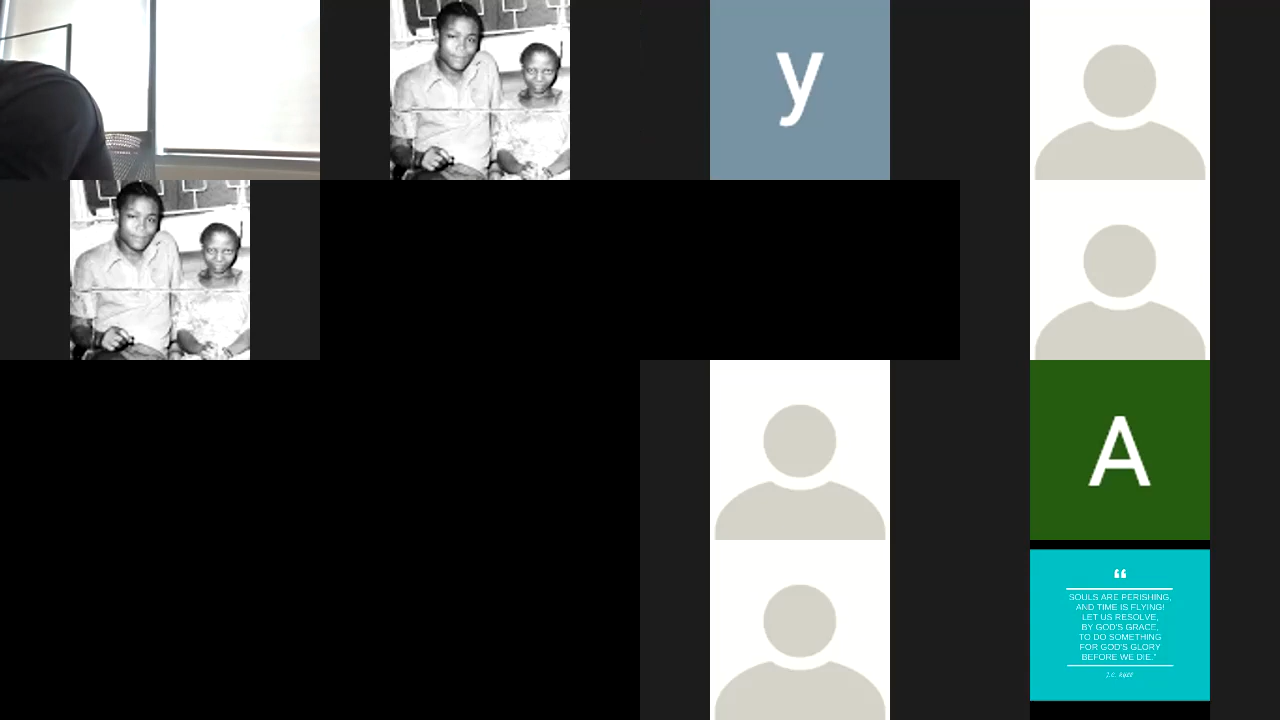 y
A
“
SOULS ARE PERISHING,
AND TIME IS FLYING!
LET US RESOLVE,
BY GOD'S GRACE,
TO DO SOMETHING
FOR GOD'S GLORY
BEFORE WE DIE."
J.C. RYLE